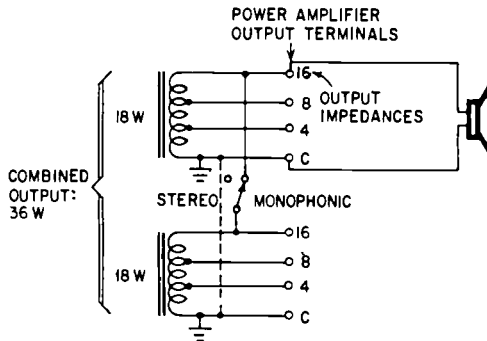 POWER AMPLIFIER
OUTPUT TERMINALS
16
OUTPUT
IMPEDANCES
8
4
C
18 W
COMBINED
OUTPUT:
36 W
STEREO
MONOPHONIC
16
8
4
C
18 W